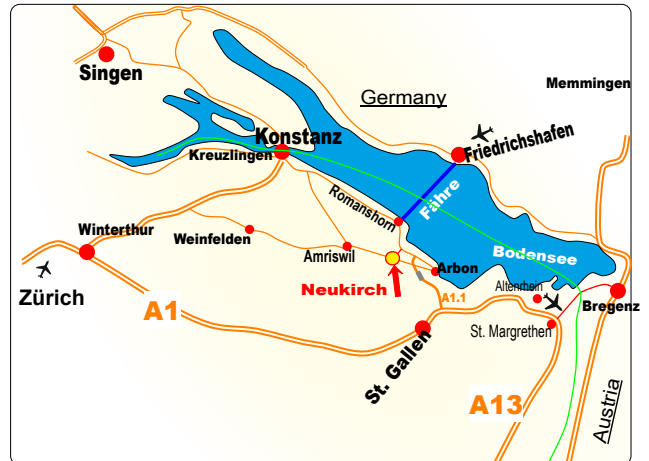 Singen
Germany
Memmingen
Konstanz
Friedrichshafen
Kreuzlingen
Romanshorn
Fähre
Winterthur
Weinfelden
Amriswil
Bodensee
Arbon
Zürich
Neukirch
A1.1
Altenrhein
Bregenz
A1
St. Margrethen
St. Gallen
A13
Austria